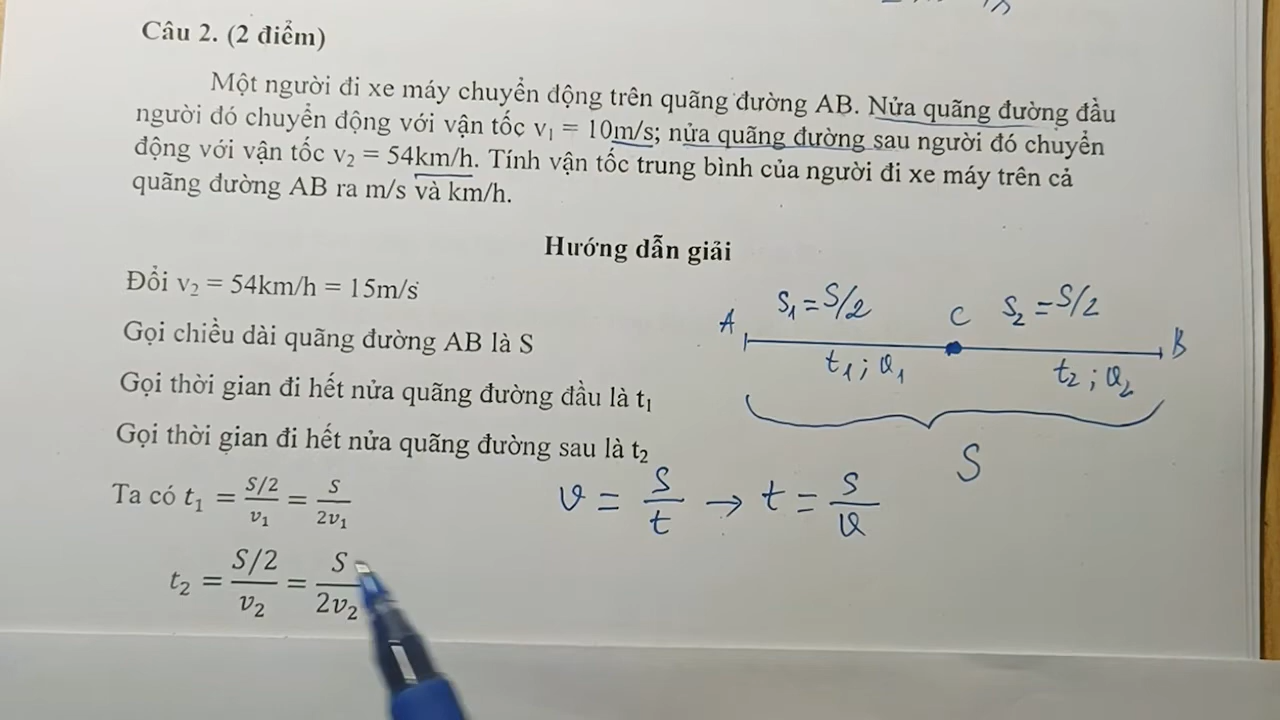 Câu 2. (2 điểm)
Một người đi xe máy chuyển động trên quãng đường AB. Nửa quãng đường đầu
người đó chuyển động với vận tốc v₁ = 10m/s; nửa quãng đường sau người đó chuyển
động với vận tốc v₂ = 54km/h. Tính vận tốc trung bình của người đi xe máy trên cả
quãng đường AB ra m/s và km/h.
Hướng dẫn giải
Đổi v₂ = 54km/h = 15m/s
Gọi chiều dài quãng đường AB là S
Gọi thời gian đi hết nửa quãng đường đầu là t₁
Gọi thời gian đi hết nửa quãng đường sau là t₂
Ta có t₁ = (S/2)/v₁ = S/(2v₁)
t₂ = (S/2)/v₂ = S/(2v₂)
S₁ = S/2 C S₂ = S/2
A B
t₁; v₁ t₂; v₂
S
v = S/t → t = S/v